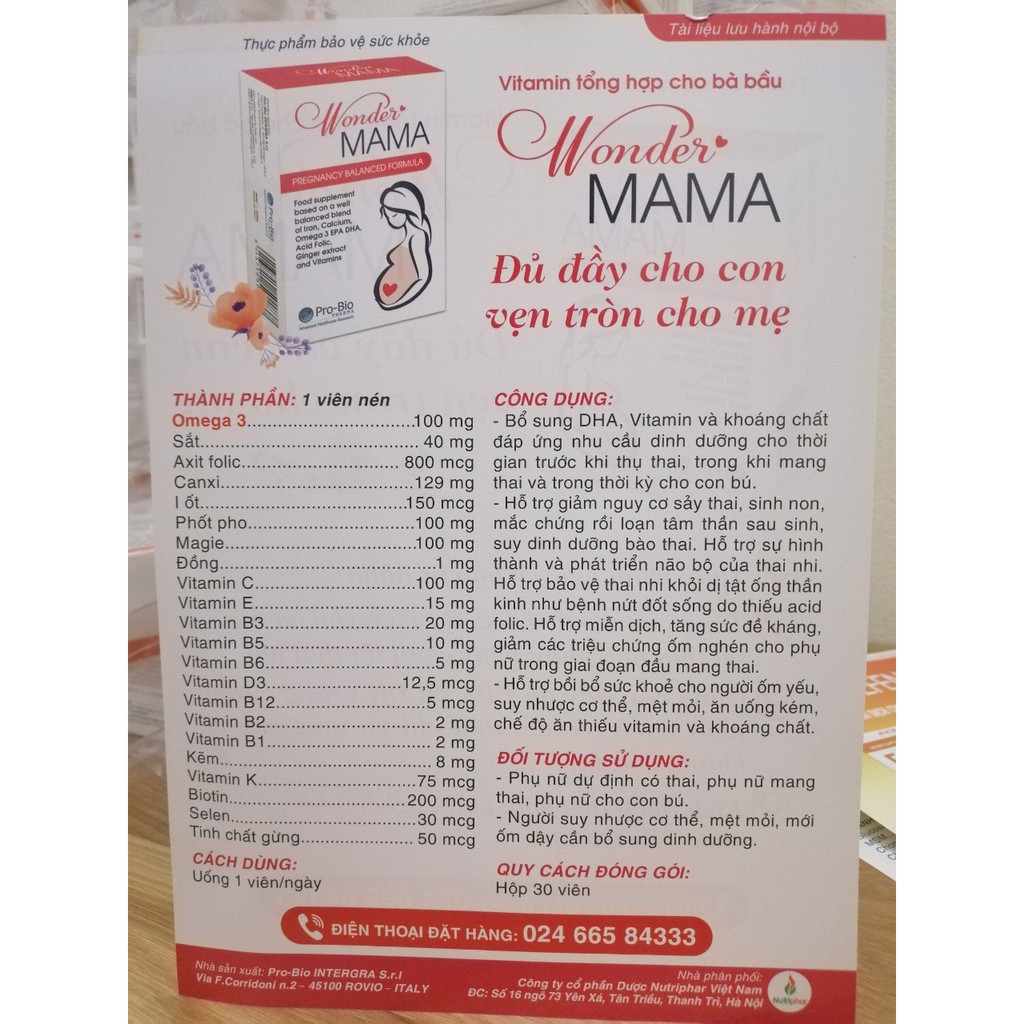 Tài liệu lưu hành nội bộ
Thực phẩm bảo vệ sức khỏe
Wonder
MAMA
Wonder
MAMA
PREGNANCY BALANCED FORMULA
Food supplement
based on a well
balanced blend
of Iron, Calcium,
Omega 3 EPA DHA,
Acid Folic,
Ginger extract
and Vitamins
Pro-Bio
PHARMA
Pro-Bio
PHARMA
Advanced Healthcare Research
Vitamin tổng hợp cho bà bầu
Wonder
MAMA
Đủ đầy cho con
vẹn tròn cho mẹ
THÀNH PHẦN: 1 viên nén
Omega 3...............................100 mg
Sắt......................................... 40 mg
Axit folic............................. 800 mcg
Canxi....................................129 mg
I ốt......................................150 mcg
Phốt pho...............................100 mg
Magie...................................100 mg
Đồng........................................1 mg
Vitamin C..............................100 mg
Vitamin E............................... 15 mg
Vitamin B3............................. 20 mg
Vitamin B5..............................10 mg
Vitamin B6................................5 mg
Vitamin D3.........................12,5 mcg
Vitamin B12............................5 mcg
Vitamin B2.............................. 2 mg
Vitamin B1.............................. 2 mg
Kẽm........................................ 8 mg
Vitamin K.............................75 mcg
Biotin.................................200 mcg
Selen................................... 30 mcg
Tinh chất gừng..................... 50 mcg
CÁCH DÙNG:
Uống 1 viên/ngày
CÔNG DỤNG:
- Bổ sung DHA, Vitamin và khoáng chất
đáp ứng nhu cầu dinh dưỡng cho thời
gian trước khi thụ thai, trong khi mang
thai và trong thời kỳ cho con bú.
- Hỗ trợ giảm nguy cơ sảy thai, sinh non,
mắc chứng rồi loạn tâm thần sau sinh,
suy dinh dưỡng bào thai. Hỗ trợ sự hình
thành và phát triển não bộ của thai nhi.
Hỗ trợ bảo vệ thai nhi khỏi dị tật ống thần
kinh như bệnh nứt đốt sống do thiếu acid
folic. Hỗ trợ miễn dịch, tăng sức đề kháng,
giảm các triệu chứng ốm nghén cho phụ
nữ trong giai đoạn đầu mang thai.
- Hỗ trợ bồi bổ sức khoẻ cho người ốm yếu,
suy nhược cơ thể, mệt mỏi, ăn uống kém,
chế độ ăn thiếu vitamin và khoáng chất.
ĐỐI TƯỢNG SỬ DỤNG:
- Phụ nữ dự định có thai, phụ nữ mang
thai, phụ nữ cho con bú.
- Người suy nhược cơ thể, mệt mỏi, mới
ốm dậy cần bổ sung dinh dưỡng.
QUY CÁCH ĐÓNG GÓI:
Hộp 30 viên
ĐIỆN THOẠI ĐẶT HÀNG: 024 665 84333
Nhà sản xuất: Pro-Bio INTERGRA S.r.l
Via F.Corridoni n.2 – 45100 ROVIO – ITALY
Nhà phân phối:
Công ty cổ phần Dược Nutriphar Việt Nam
ĐC: Số 16 ngõ 73 Yên Xá, Tân Triều, Thanh Trì, Hà Nội
Nutriphar